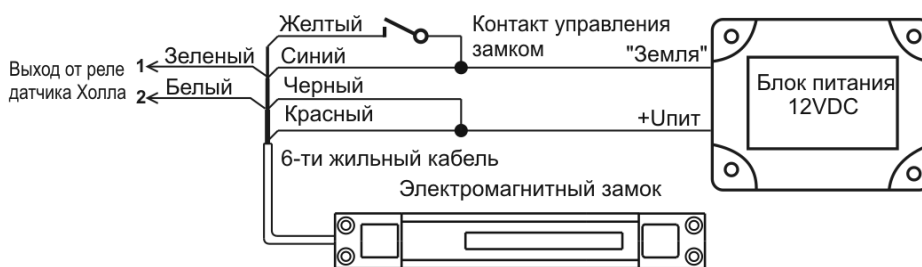 Желтый
Контакт управления
замком
Зеленый
Синий
"Земля"
Выход от реле
датчика Холла
1
2
Белый
Черный
Красный
+Uпит
Блок питания
12VDC
6-ти жильный кабель
Электромагнитный замок